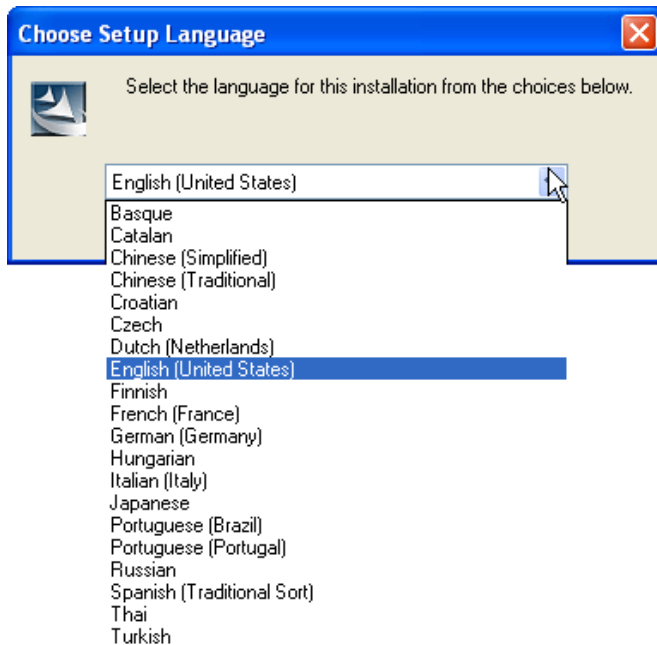 Choose Setup Language
Select the language for this installation from the choices below.
English (United States)
Basque
Catalan
Chinese (Simplified)
Chinese (Traditional)
Croatian
Czech
Dutch (Netherlands)
English (United States)
Finnish
French (France)
German (Germany)
Hungarian
Italian (Italy)
Japanese
Portuguese (Brazil)
Portuguese (Portugal)
Russian
Spanish (Traditional Sort)
Thai
Turkish